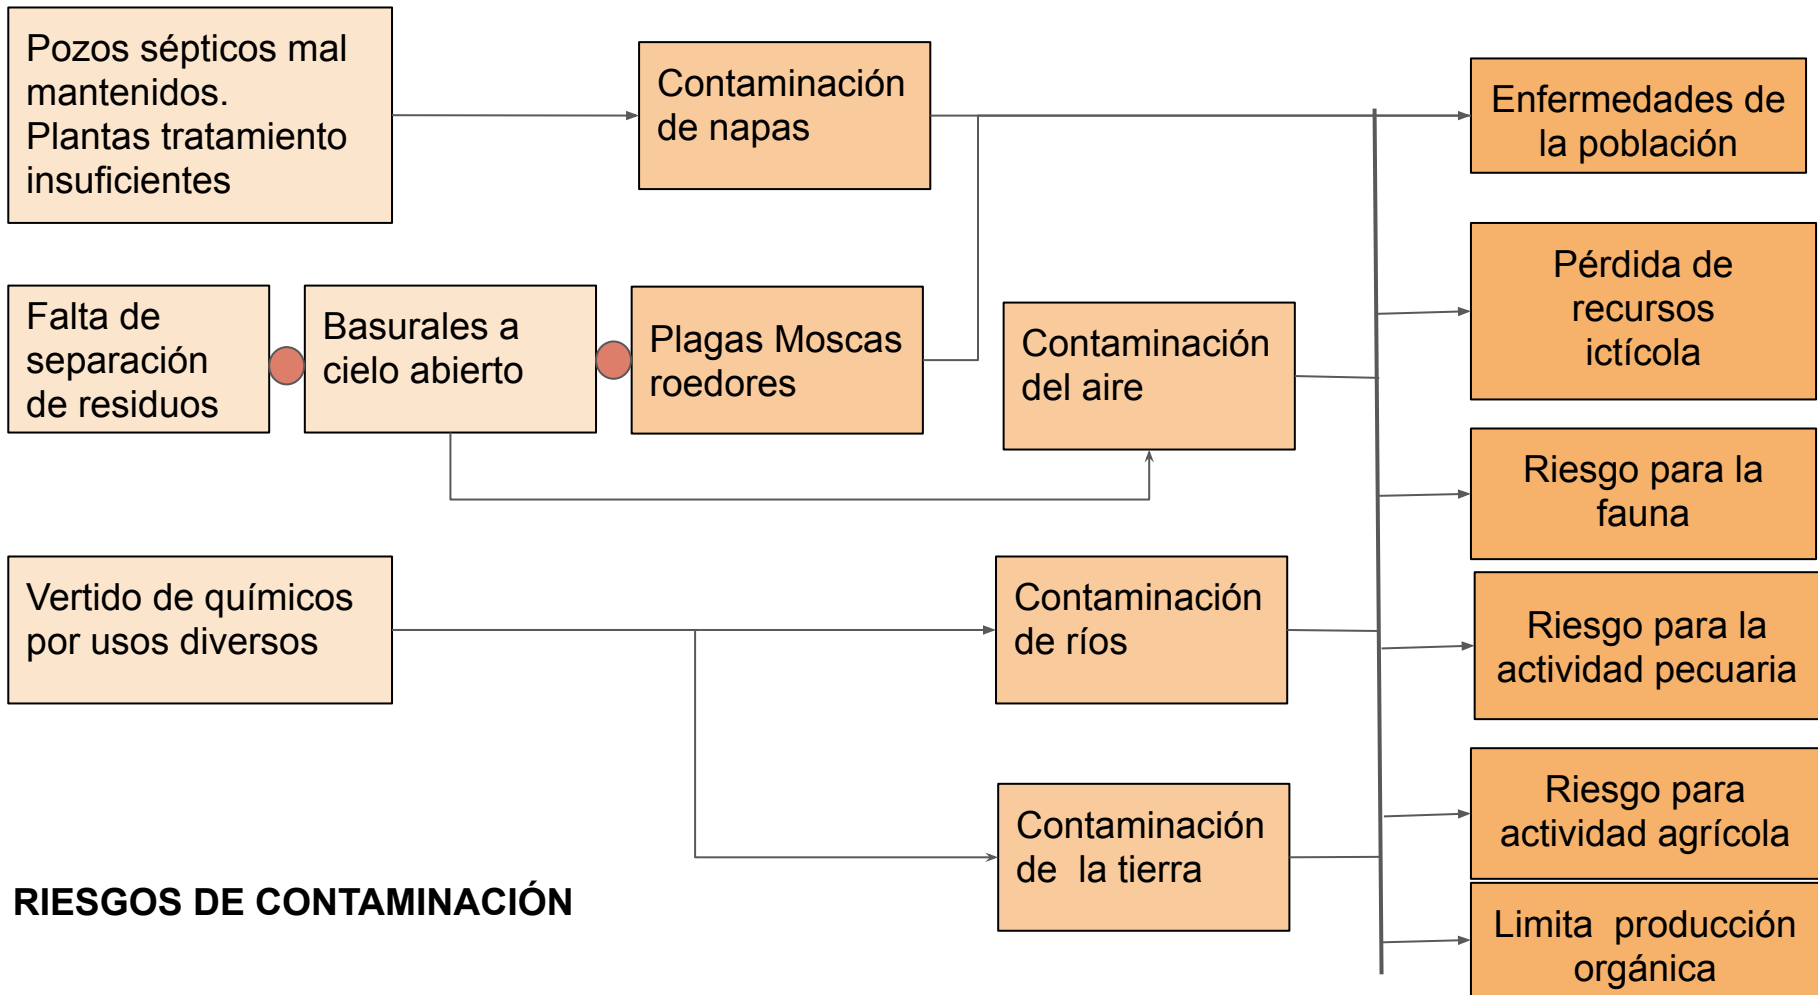 Pozos sépticos mal
mantenidos.
Plantas tratamiento
insuficientes
Contaminación
de napas
Enfermedades de
la población
Falta de
separación
de residuos
Basurales a
cielo abierto
Plagas Moscas
roedores
Contaminación
del aire
Pérdida de
recursos
ictícola
Riesgo para la
fauna
Vertido de químicos
por usos diversos
Contaminación
de ríos
Riesgo para la
actividad pecuaria
Contaminación
de  la tierra
Riesgo para
actividad agrícola
Limita  producción
orgánica
RIESGOS DE CONTAMINACIÓN